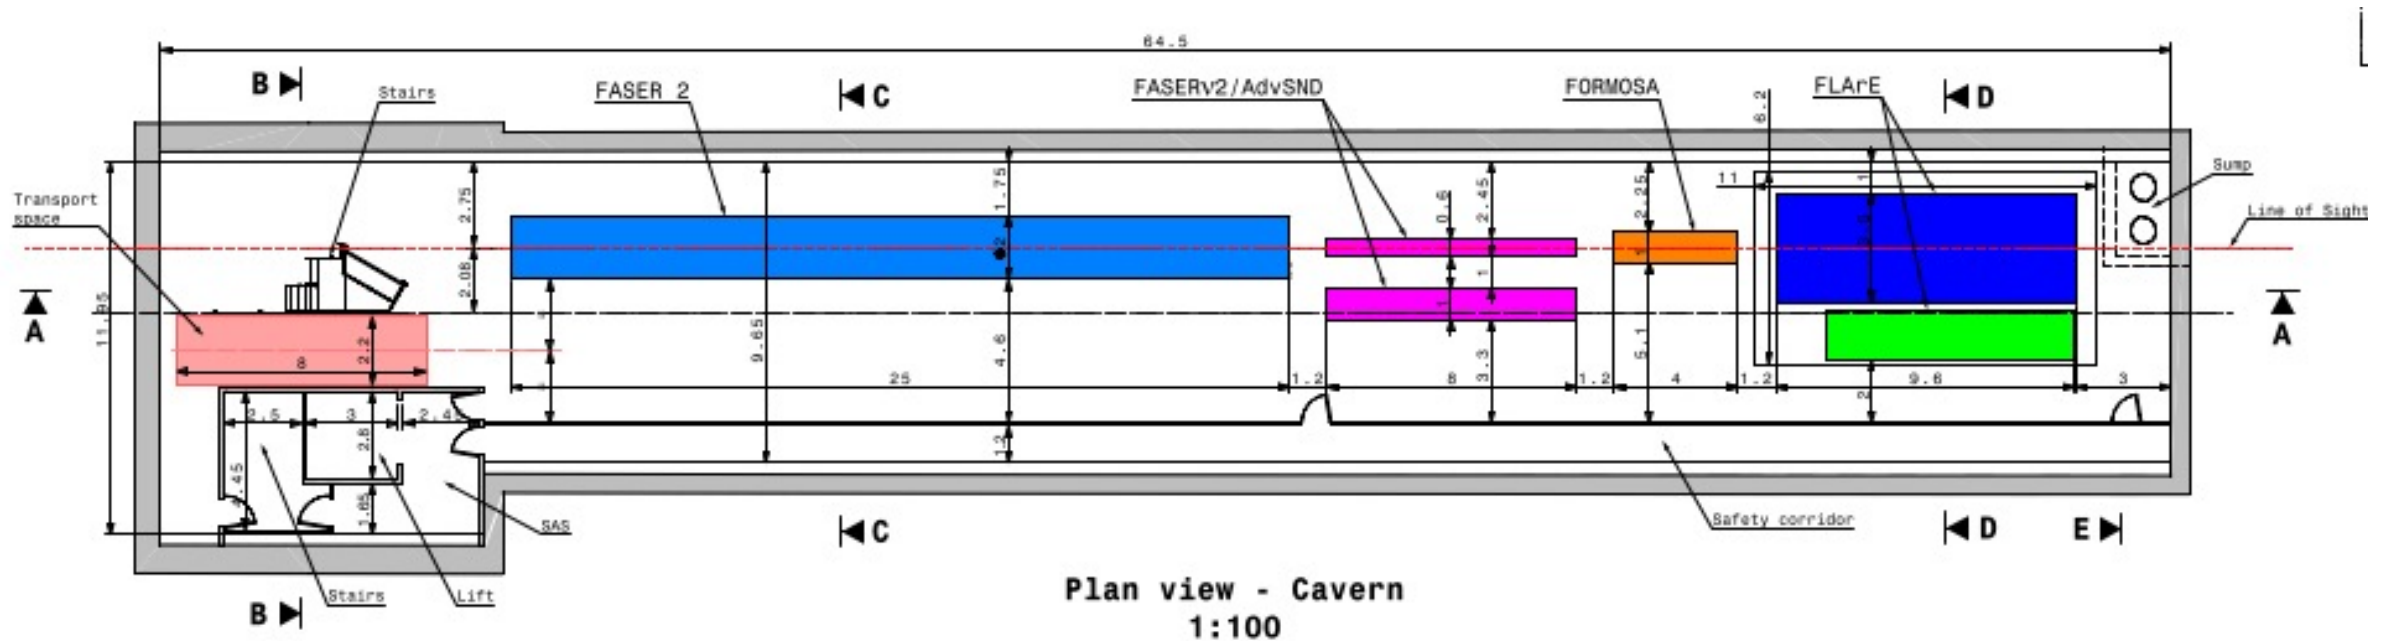 64.5
B
Stairs
FASER 2
C
FASERν2/AdvSND
FORMOSA
FLArE
D
6.2
Sump
Transport
space
2.75
1.75
0.6
2.45
2.25
11
1
Line of Sight
2.08
1
1
A
11.95
9.65
4.6
3.3
5.1
A
2.2
8
25
1.2
8
1.2
4
1.2
9.6
3
2
2.5
3
2.45
2.8
1.2
1.65
SAS
Safety corridor
C
D
E
Stairs
Lift
B
Plan view - Cavern
1:100